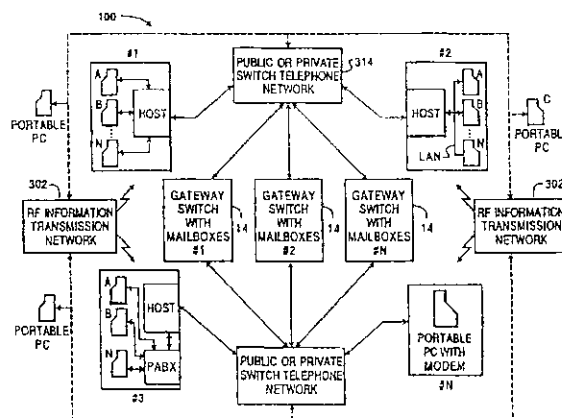 100
#1
A
B
N
HOST
PORTABLE
PC
PUBLIC OR PRIVATE
SWITCH TELEPHONE
NETWORK
314
#2
HOST
A
B
N
LAN
C
PORTABLE
PC
302
RF INFORMATION
TRANSMISSION
NETWORK
GATEWAY
SWITCH
WITH
MAILBOXES
#1
14
GATEWAY
SWITCH
WITH
MAILBOXES
#2
14
GATEWAY
SWITCH
WITH
MAILBOXES
#N
14
302
RF INFORMATION
TRANSMISSION
NETWORK
PORTABLE
PC
A
B
N
HOST
PABX
#3
PUBLIC OR PRIVATE
SWITCH TELEPHONE
NETWORK
PORTABLE
PC WITH
MODEM
#N